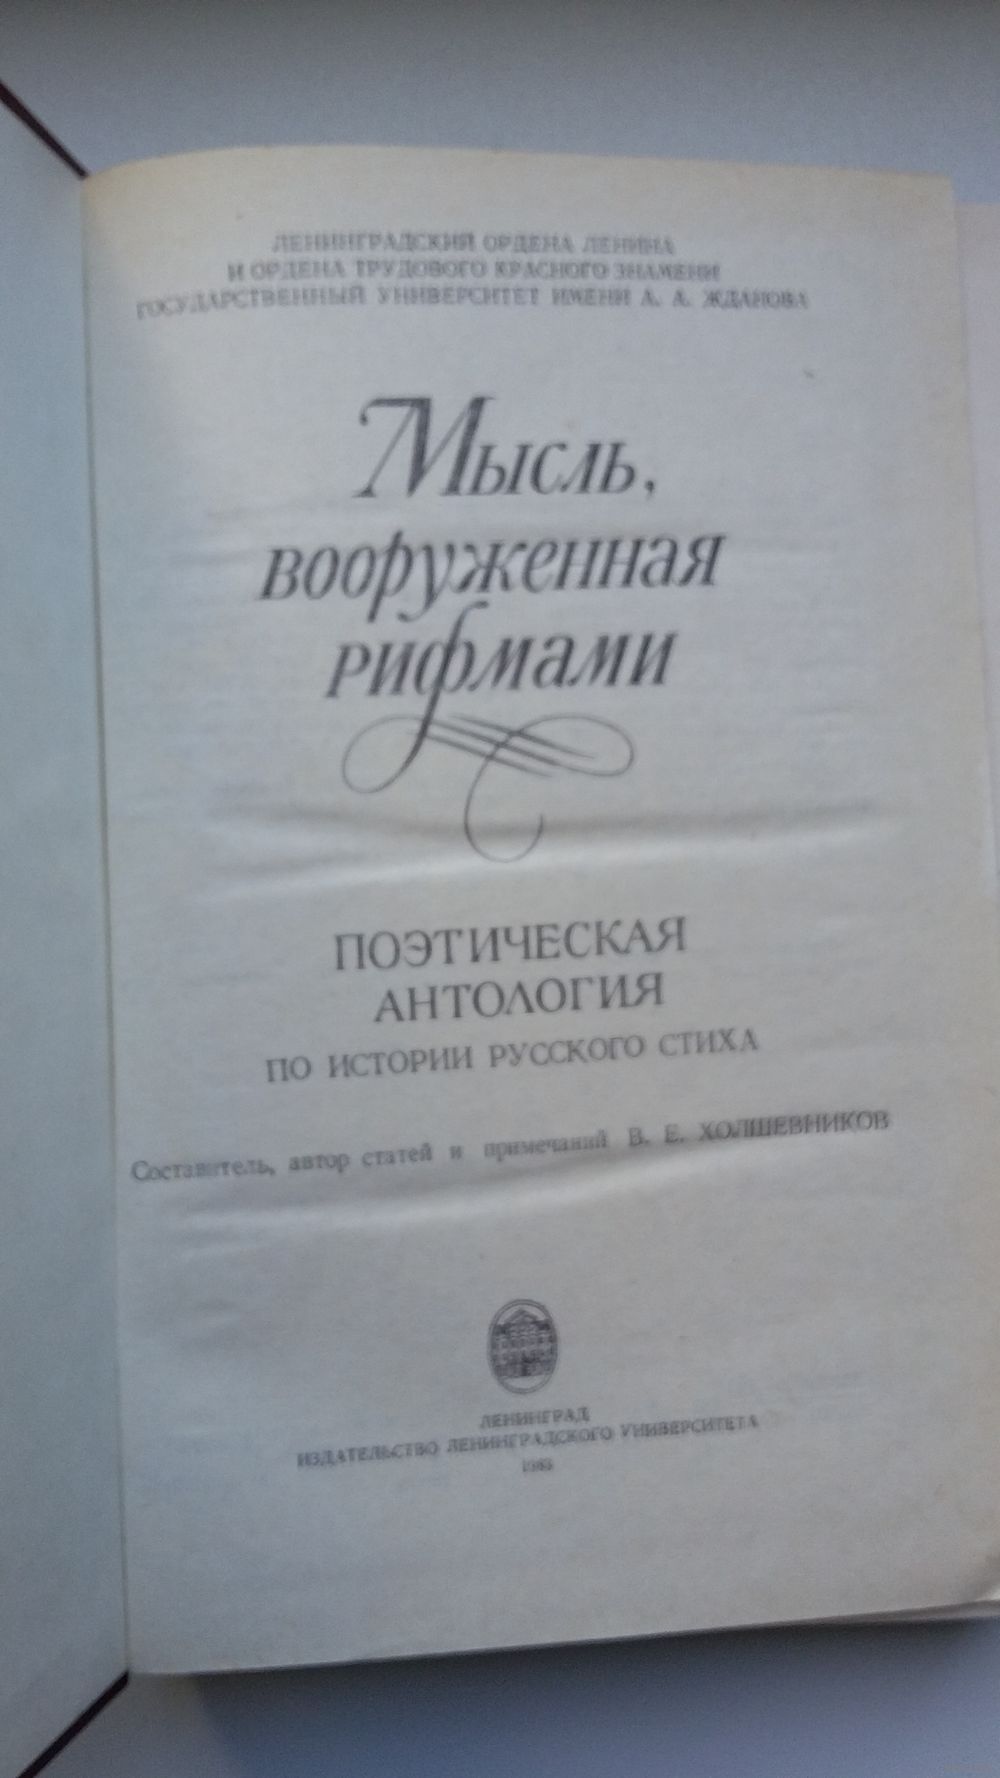 ЛЕНИНГРАДСКИЙ ОРДЕНА ЛЕНИНА
И ОРДЕНА ТРУДОВОГО КРАСНОГО ЗНАМЕНИ
ГОСУДАРСТВЕННЫЙ УНИВЕРСИТЕТ ИМЕНИ А. А. ЖДАНОВА
Мысль,
вооруженная
рифмами
ПОЭТИЧЕСКАЯ
АНТОЛОГИЯ
ПО ИСТОРИИ РУССКОГО СТИХА
Составитель, автор статей и примечаний В. Е. ХОЛШЕВНИКОВ
ЛЕНИНГРАД
ИЗДАТЕЛЬСТВО ЛЕНИНГРАДСКОГО УНИВЕРСИТЕТА